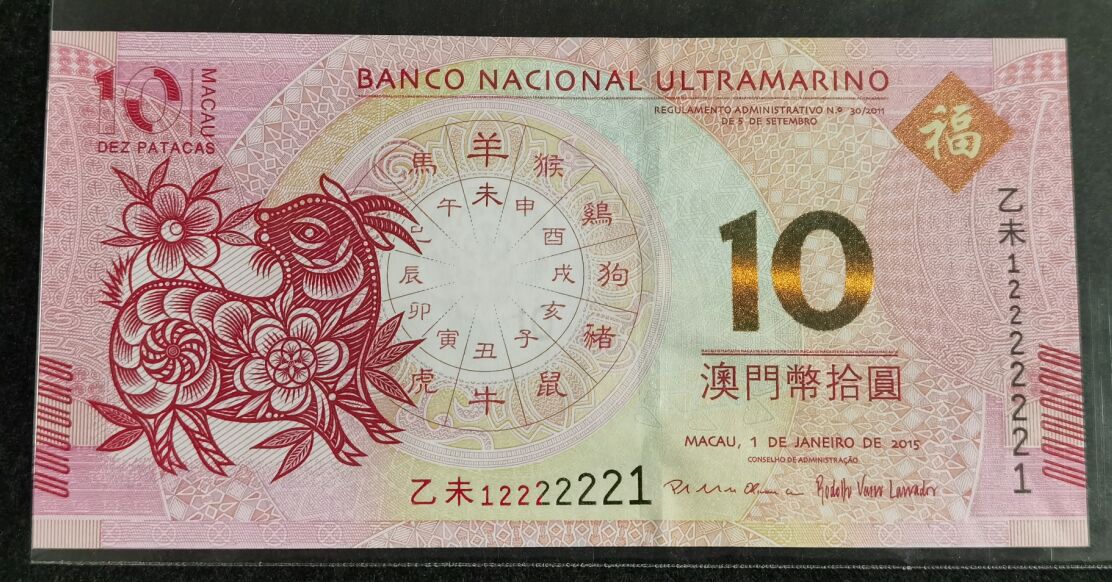 10
MACAU
DEZ PATACAS
BANCO NACIONAL ULTRAMARINO
REGULAMENTO ADMINISTRATIVO N.º 30/2011
DE 5 DE SETEMBRO
福
羊
猴
鷄
狗
豬
鼠
牛
虎
馬
未
申
酉
戌
亥
子
丑
寅
卯
辰
巳
午
10
澳門幣拾圓
MACAU, 1 DE JANEIRO DE 2015
CONSELHO DE ADMINISTRAÇÃO
乙未12222221
乙未12222221